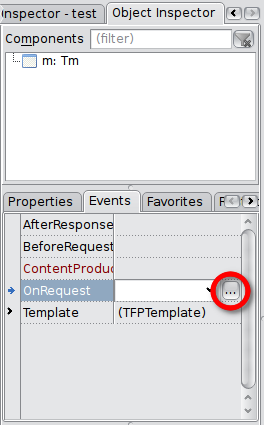 nspector - test Object Inspector
Components (filter)
m: Tm
Properties Events Favorites
AfterResponse
BeforeRequest
ContentProduc
OnRequest ...
Template (TFPTemplate)